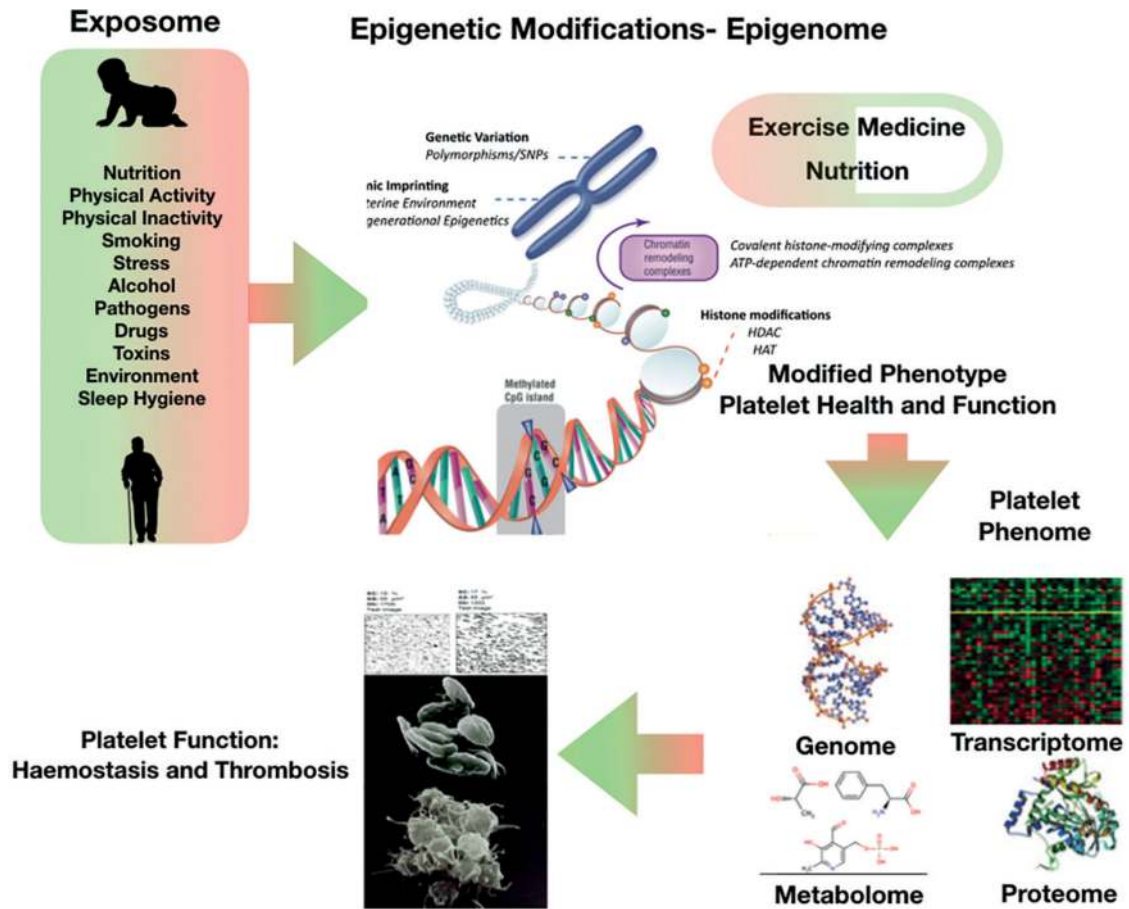 Exposome
Epigenetic Modifications- Epigenome
Nutrition
Physical Activity
Physical Inactivity
Smoking
Stress
Alcohol
Pathogens
Drugs
Toxins
Environment
Sleep Hygiene
Genetic Variation
Polymorphisms/SNPs
nic Imprinting
terine Environment
generational Epigenetics
Exercise Medicine
Nutrition
Chromatin
remodeling
complexes
Covalent histone-modifying complexes
ATP-dependent chromatin remodeling complexes
Histone modifications
HDAC
HAT
Methylated
CpG island
Modified Phenotype
Platelet Health and Function
Platelet
Phenome
Genome
Transcriptome
Metabolome
Proteome
Platelet Function:
Haemostasis and Thrombosis